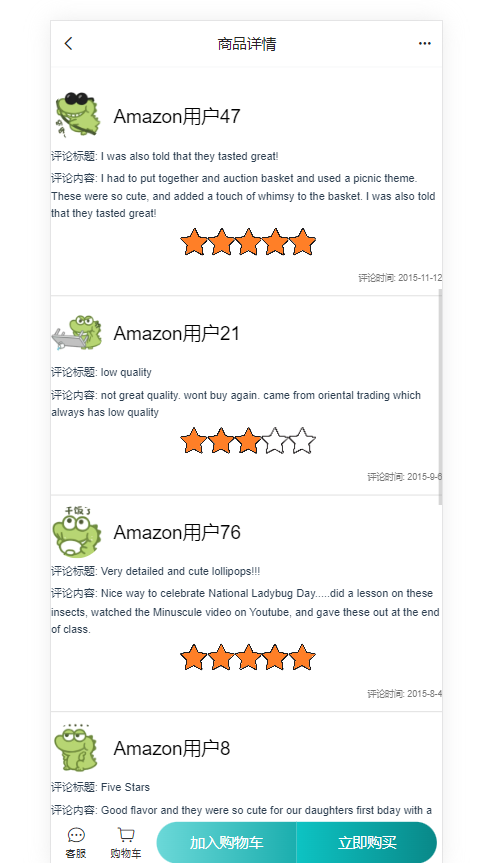 商品详情
Amazon用户47
评论标题: I was also told that they tasted great!
评论内容: I had to put together and auction basket and used a picnic theme.
These were so cute, and added a touch of whimsy to the basket. I was also told
that they tasted great!
评论时间: 2015-11-12
Amazon用户21
评论标题: low quality
评论内容: not great quality. wont buy again. came from oriental trading which
always has low quality
评论时间: 2015-9-6
干饭了
Amazon用户76
评论标题: Very detailed and cute lollipops!!!
评论内容: Nice way to celebrate National Ladybug Day.....did a lesson on these
insects, watched the Minuscule video on Youtube, and gave these out at the end
of class.
评论时间: 2015-8-4
Amazon用户8
评论标题: Five Stars
评论内容: Good flavor and they were so cute for our daughters first bday with a
客服 购物车 加入购物车 立即购买